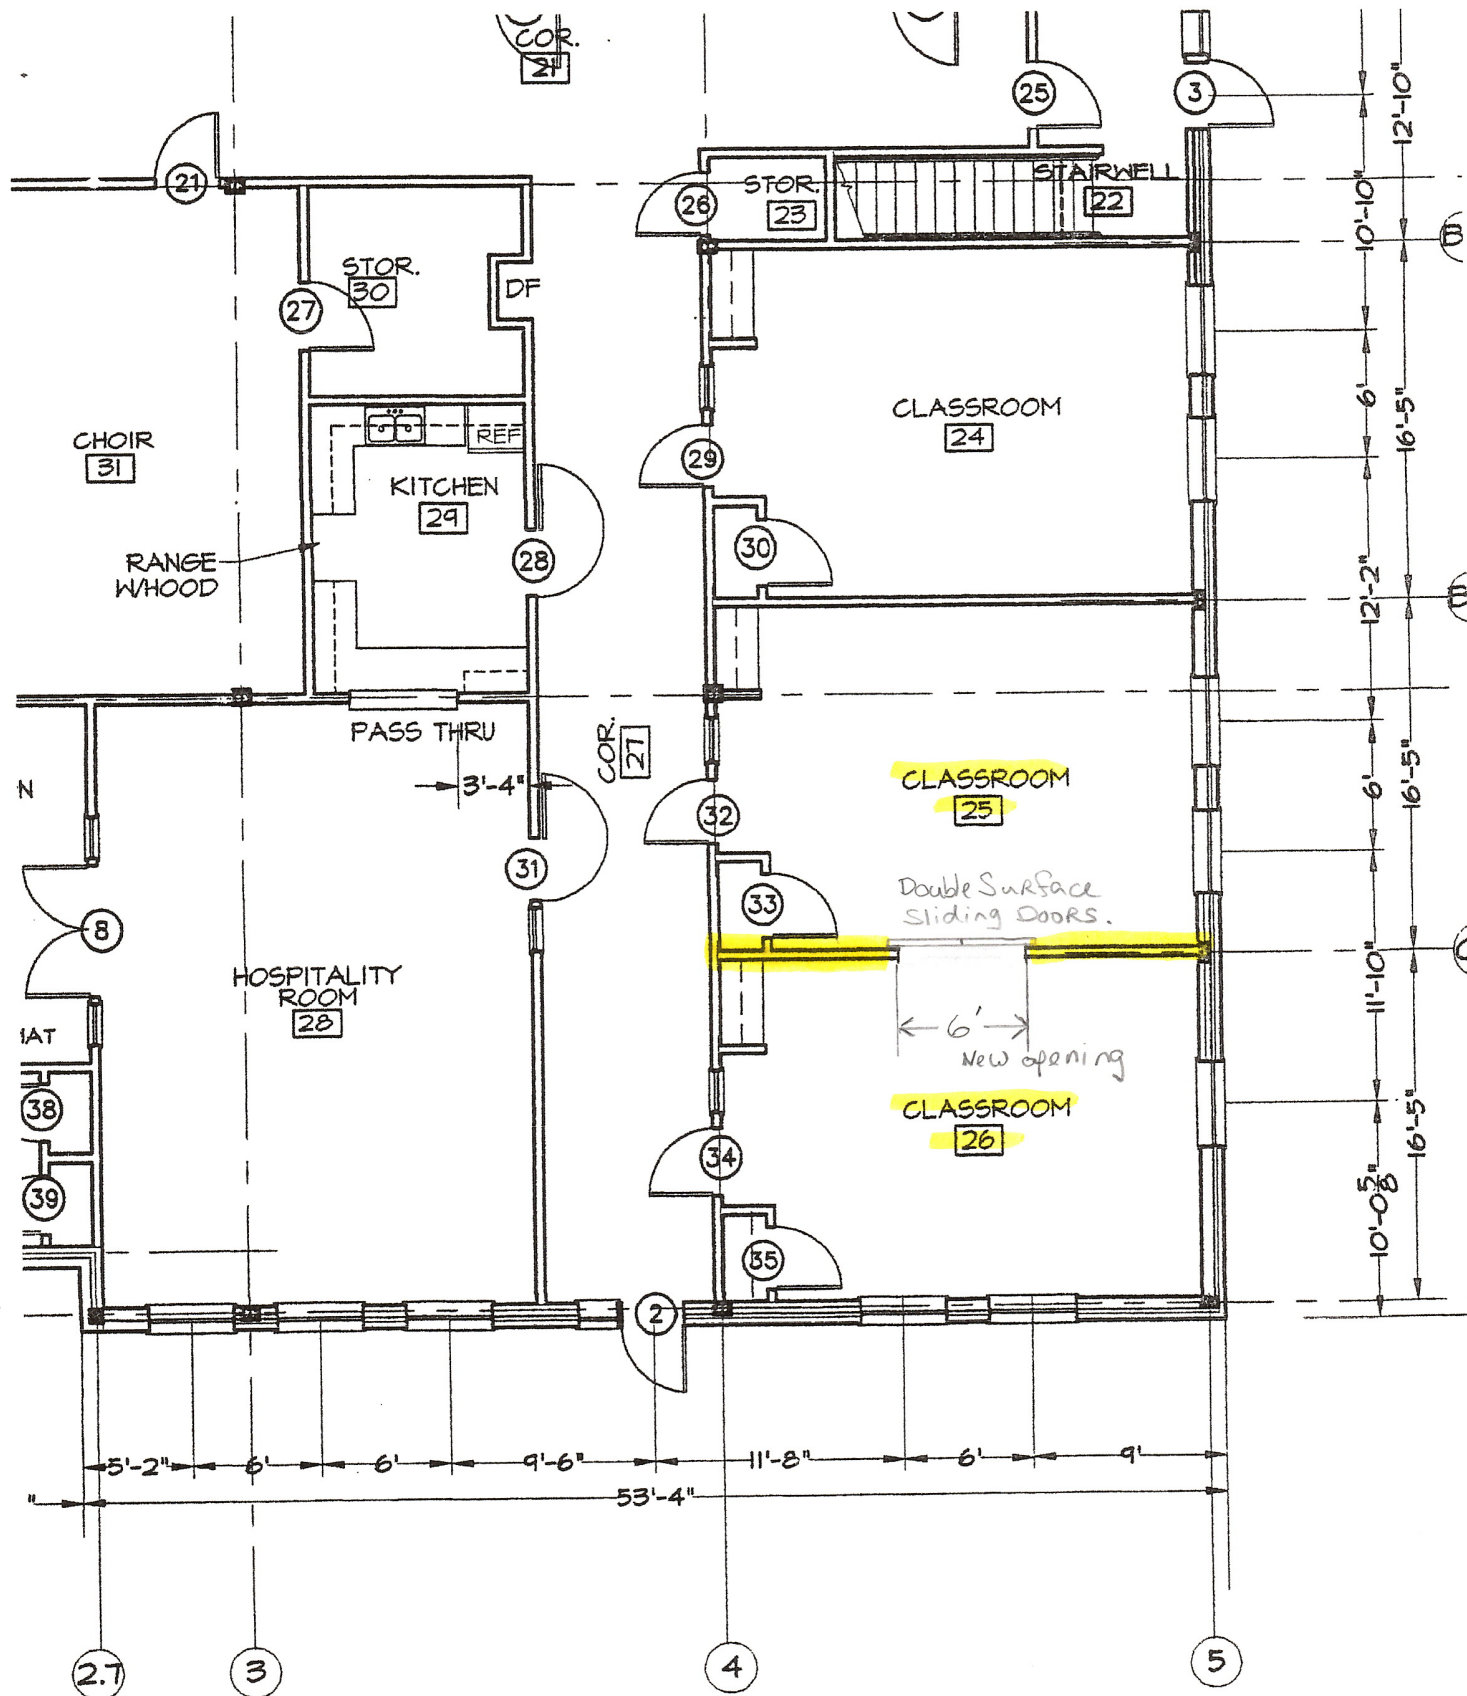 COR.
21
25
3
12'-10"
21
26
STOR.
23
STAIRWELL
22
10'-10"
B
STOR.
30
DF
27
6'
16'-5"
CLASSROOM
24
CHOIR
31
REF
KITCHEN
29
29
RANGE
W/HOOD
28
30
12'-2"
PASS THRU
COR.
27
3'-4"
N
CLASSROOM
25
6'
16'-5"
32
31
33
Double Surface
Sliding Doors.
8
HOSPITALITY
ROOM
28
6'
New opening
11'-10"
38
CLASSROOM
26
34
39
16'-5"
10'-0 5/8"
35
2
5'-2"
6'
6'
9'-6"
11'-8"
6'
9'
"
53'-4"
2.7
3
4
5